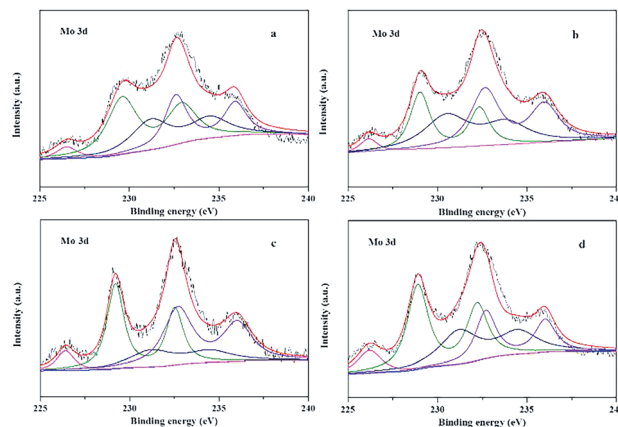 Mo 3d a
Intensity (a.u.)
225 230 235 240
Binding energy (eV)
Mo 3d b
Intensity (a.u.)
225 230 235 240
Binding energy (eV)
Mo 3d c
Intensity (a.u.)
225 230 235 240
Binding energy (eV)
Mo 3d d
Intensity (a.u.)
225 230 235 240
Binding energy (eV)